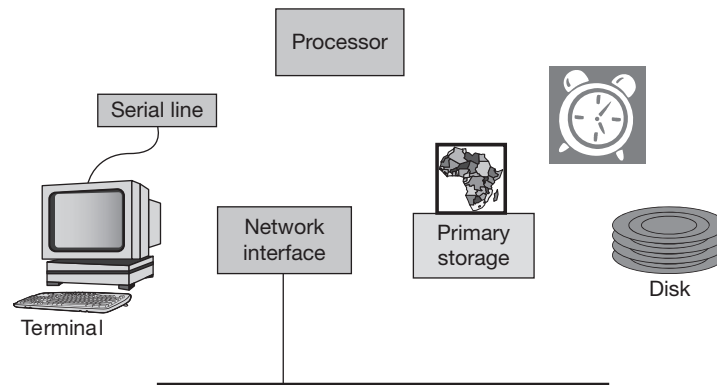 Processor
Serial line
Network
interface
Primary
storage
Disk
Terminal